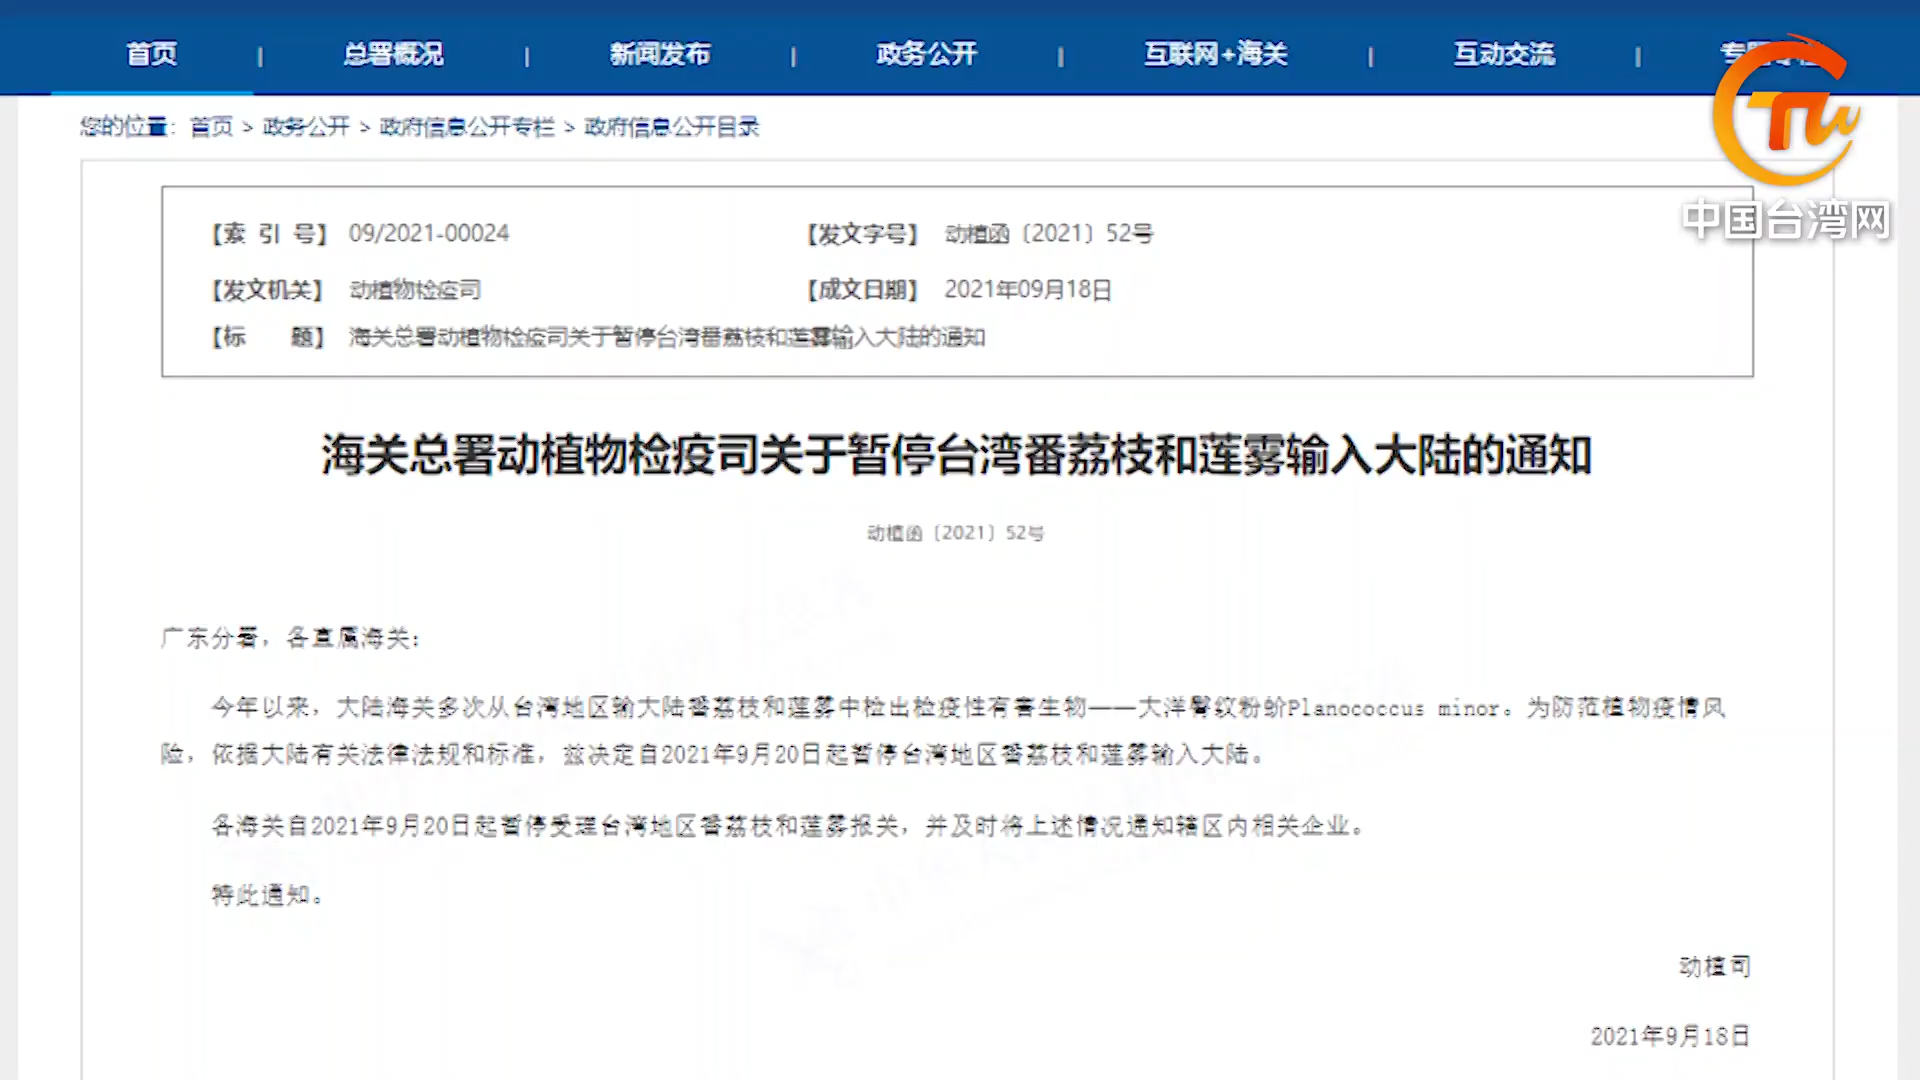 首页 | 总署概况 | 新闻发布 | 政务公开 | 互联网+海关 | 互动交流 |
中国台湾网
您的位置: 首页 > 政务公开 > 政府信息公开专栏 > 政府信息公开目录
【索 引 号】 09/2021-00024 【发文字号】 动植函〔2021〕52号
【发文机关】 动植物检疫司 【成文日期】 2021年09月18日
【标 题】 海关总署动植物检疫司关于暂停台湾番荔枝和莲雾输入大陆的通知
海关总署动植物检疫司关于暂停台湾番荔枝和莲雾输入大陆的通知
动植函〔2021〕52号
广东分署，各直属海关：
今年以来，大陆海关多次从台湾地区输大陆番荔枝和莲雾中检出检疫性有害生物——大洋臀纹粉蚧Planococcus minor。为防范植物疫情风
险，依据大陆有关法律法规和标准，兹决定自2021年9月20日起暂停台湾地区番荔枝和莲雾输入大陆。
各海关自2021年9月20日起暂停受理台湾地区番荔枝和莲雾报关，并及时将上述情况通知辖区内相关企业。
特此通知。
动植司
2021年9月18日